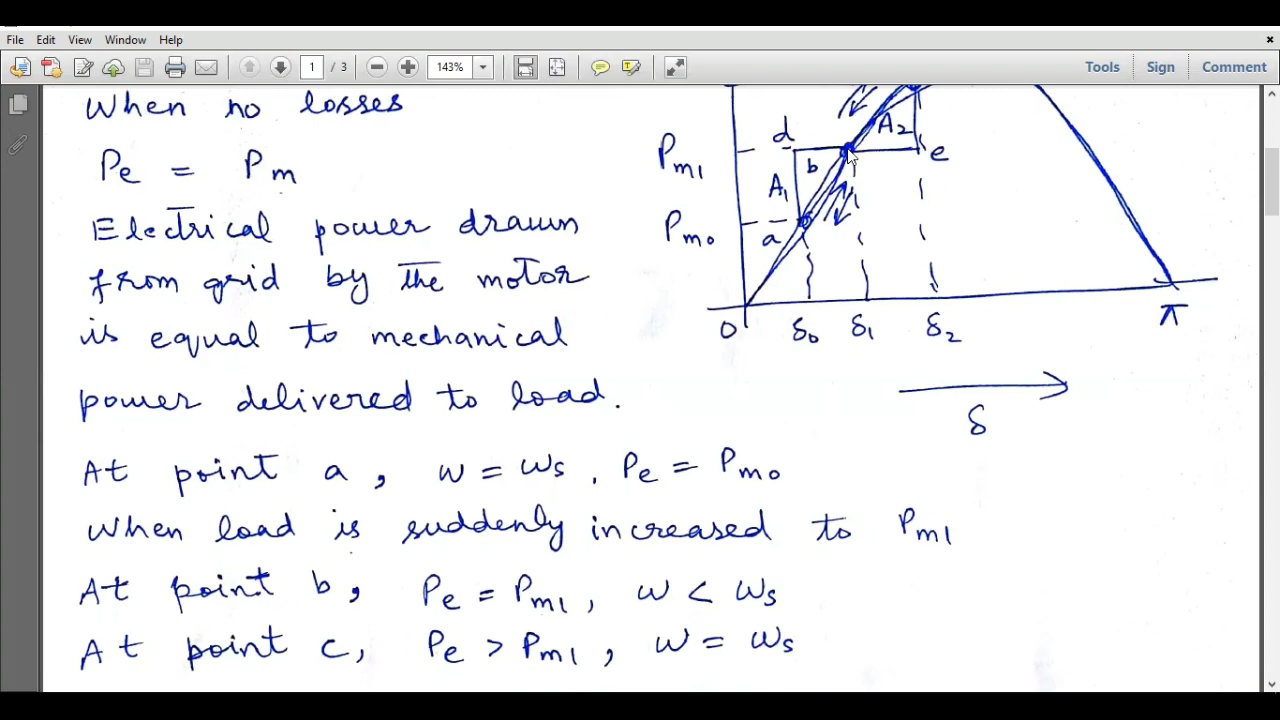 File Edit View Window Help
1 / 3 143% Tools Sign Comment
When no losses
Pe = Pm
Electrical power drawn
from grid by the motor
is equal to mechanical
power delivered to load.
At point a, w = ws. Pe = Pm0
When load is suddenly increased to Pm1
At point b, Pe = Pm1, w < ws
At point c, Pe > Pm1, w = ws
A2
d
Pm1
b
e
A1
Pm0
a
0 δ0 δ1 δ2 π
δ